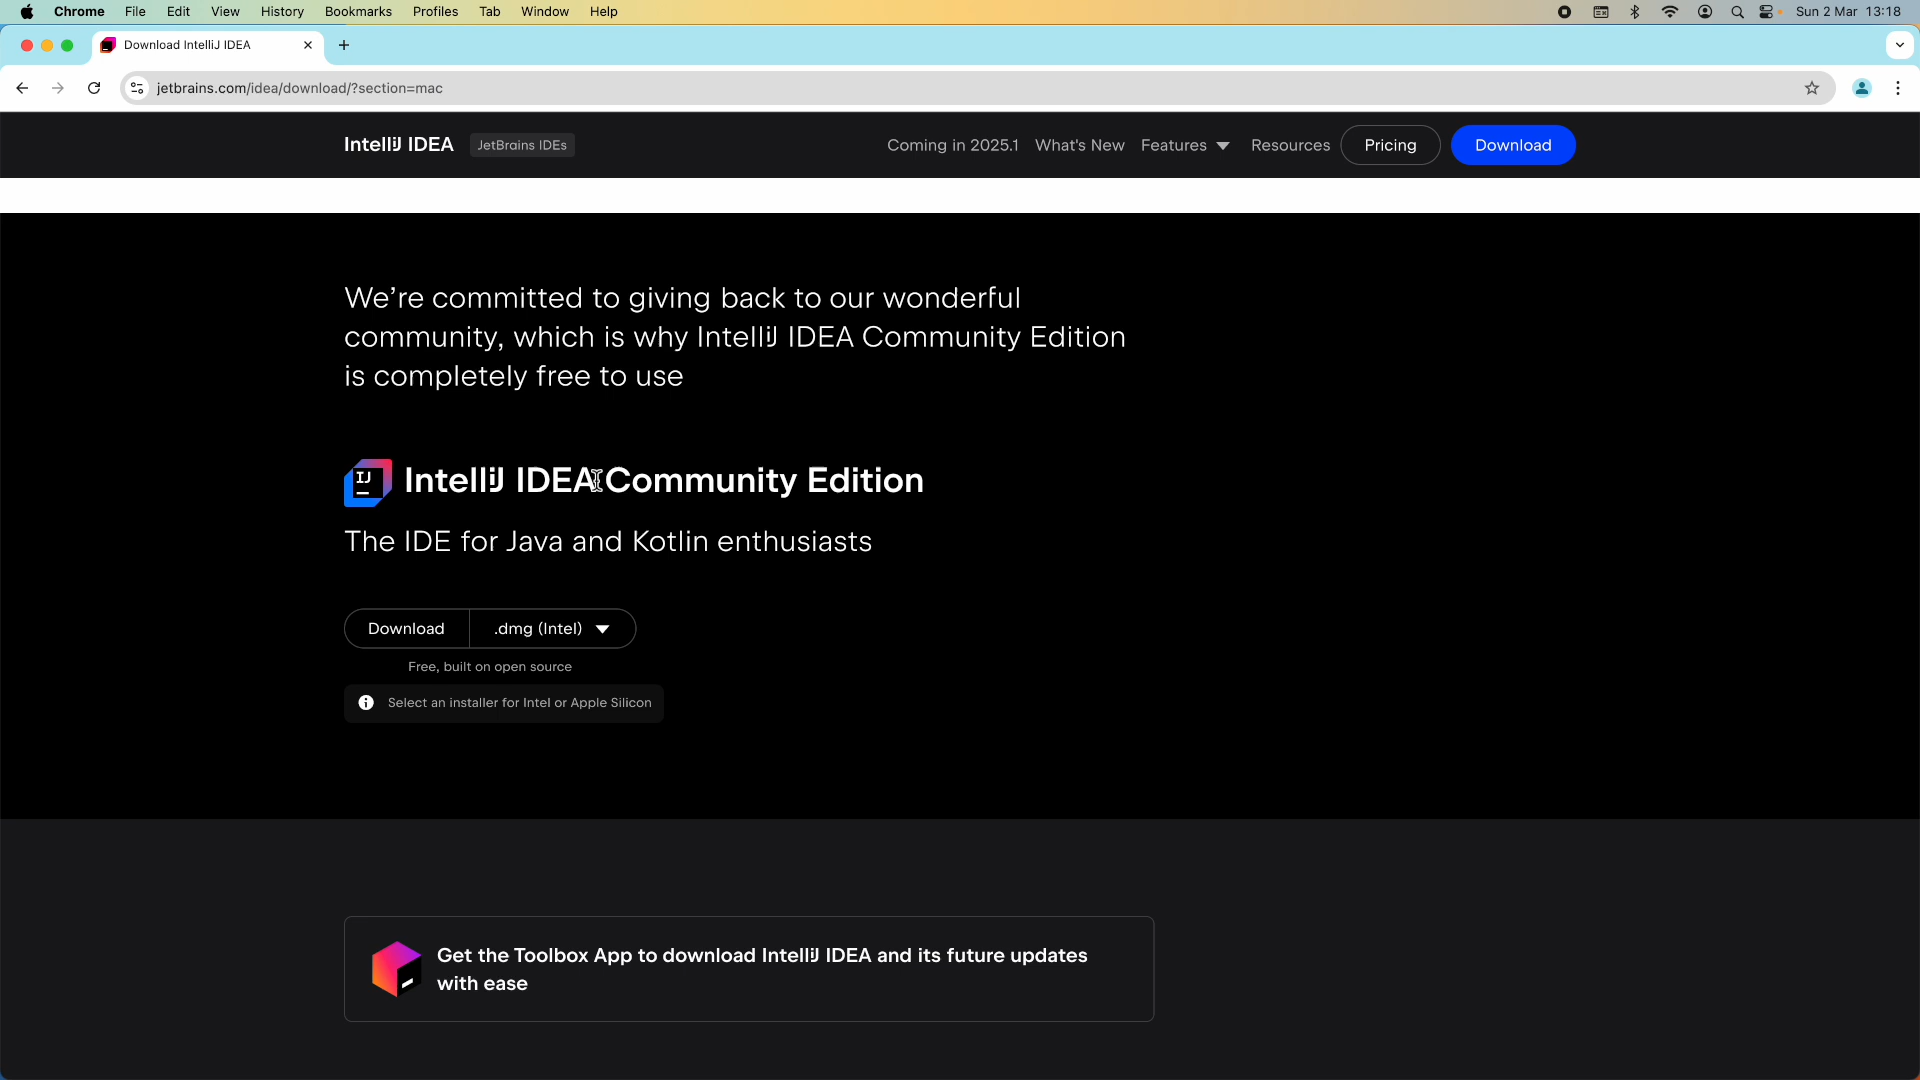 Chrome File Edit View History Bookmarks Profiles Tab Window Help Sun 2 Mar 13:18
Download IntelliJ IDEA
jetbrains.com/idea/download/?section=mac
IntelliJ IDEA JetBrains IDEs Coming in 2025.1 What's New Features Resources Pricing Download
We’re committed to giving back to our wonderful
community, which is why IntelliJ IDEA Community Edition
is completely free to use
IJ IntelliJ IDEA Community Edition
The IDE for Java and Kotlin enthusiasts
Download .dmg (Intel)
Free, built on open source
Select an installer for Intel or Apple Silicon
Get the Toolbox App to download IntelliJ IDEA and its future updates
with ease